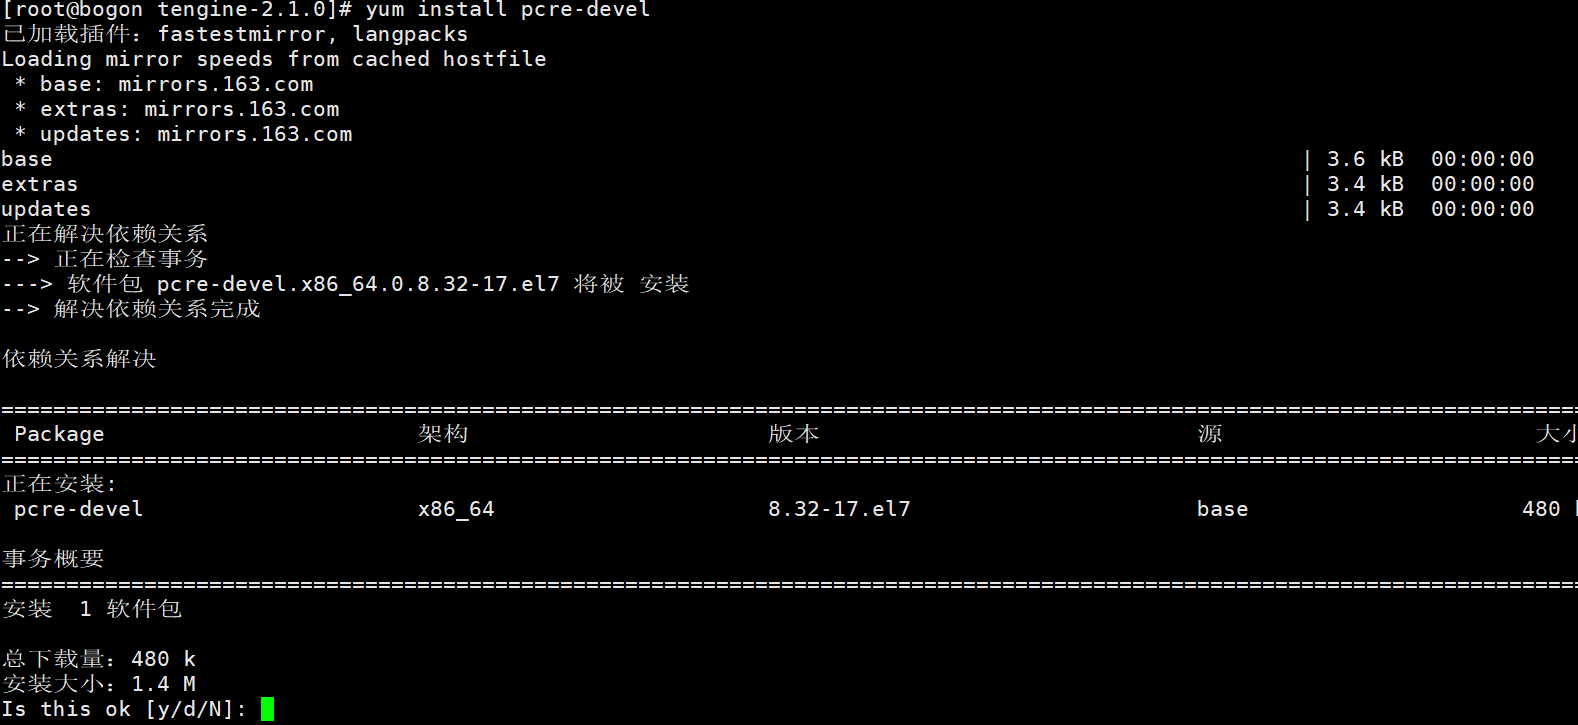 [root@bogon tengine-2.1.0]# yum install pcre-devel
已加载插件：fastestmirror, langpacks
Loading mirror speeds from cached hostfile
 * base: mirrors.163.com
 * extras: mirrors.163.com
 * updates: mirrors.163.com
base | 3.6 kB 00:00:00
extras | 3.4 kB 00:00:00
updates | 3.4 kB 00:00:00
正在解决依赖关系
--> 正在检查事务
---> 软件包 pcre-devel.x86_64.0.8.32-17.el7 将被 安装
--> 解决依赖关系完成
依赖关系解决
Package 架构 版本 源 大小
正在安装:
pcre-devel x86_64 8.32-17.el7 base 480
事务概要
安装 1 软件包
总下载量：480 k
安装大小：1.4 M
Is this ok [y/d/N]: